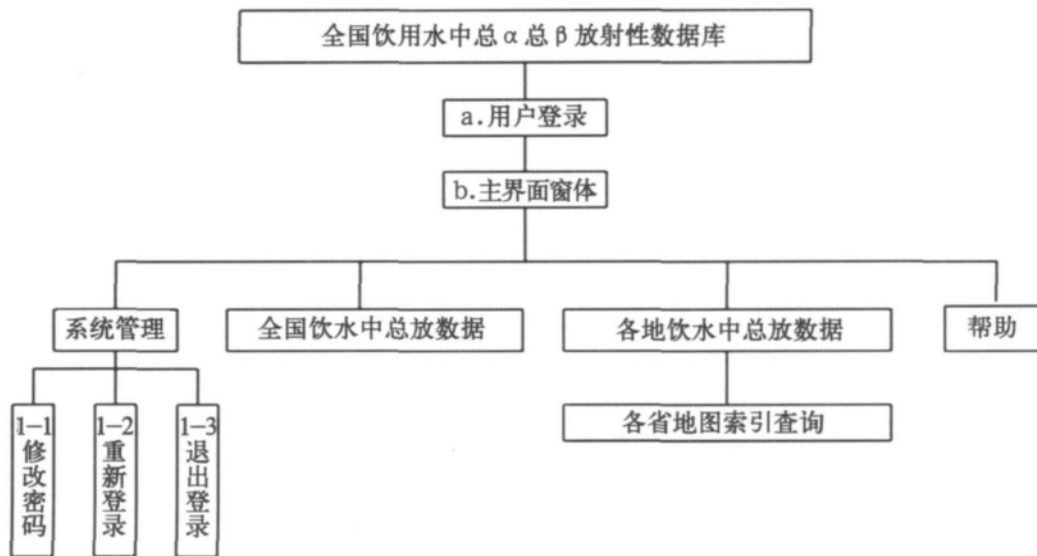 全国饮用水中总α总β放射性数据库
a.用户登录
b.主界面窗体
系统管理
全国饮水中总放数据
各地饮水中总放数据
帮助
1-1修改密码
1-2重新登录
1-3退出登录
各省地图索引查询